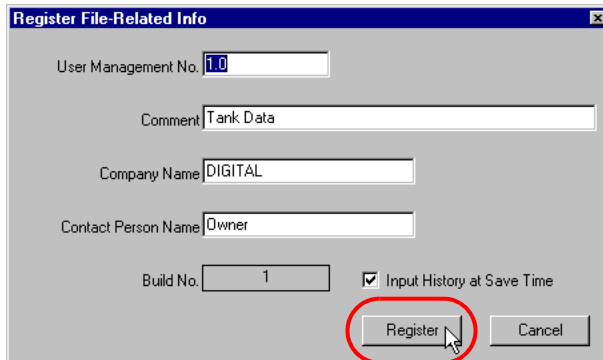 Register File-Related Info
User Management No. 1.0
Comment Tank Data
Company Name DIGITAL
Contact Person Name Owner
Build No. 1 Input History at Save Time
Register Cancel